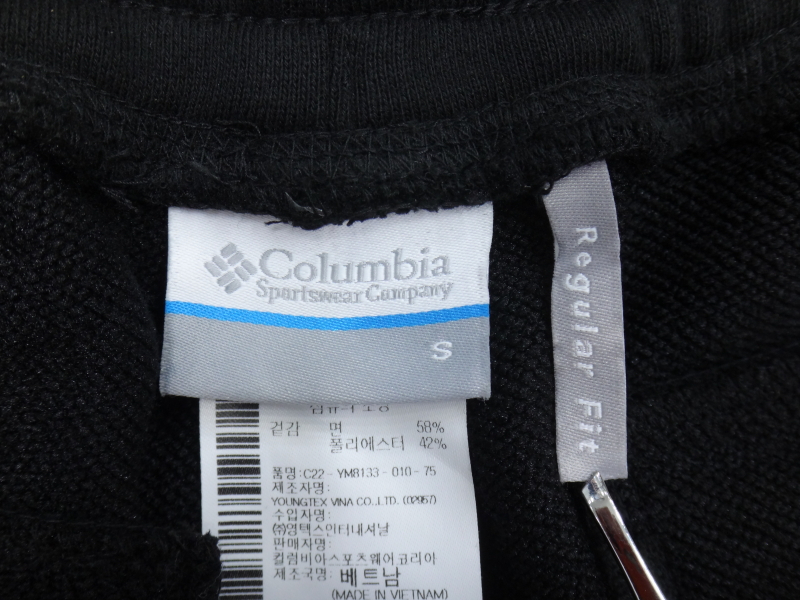 Columbia
Sportswear Company
S
Regular Fit
겉감 면 58%
폴리에스터 42%
품명:C22-YM8133-010-75
제조자명:
YOUNGTEX VINA CO.,LTD. (02957)
수입자명:
㈜영텍스인터내셔날
판매자명:
컬럼비아스포츠웨어코리아
제조국명: 베트남
(MADE IN VIETNAM)